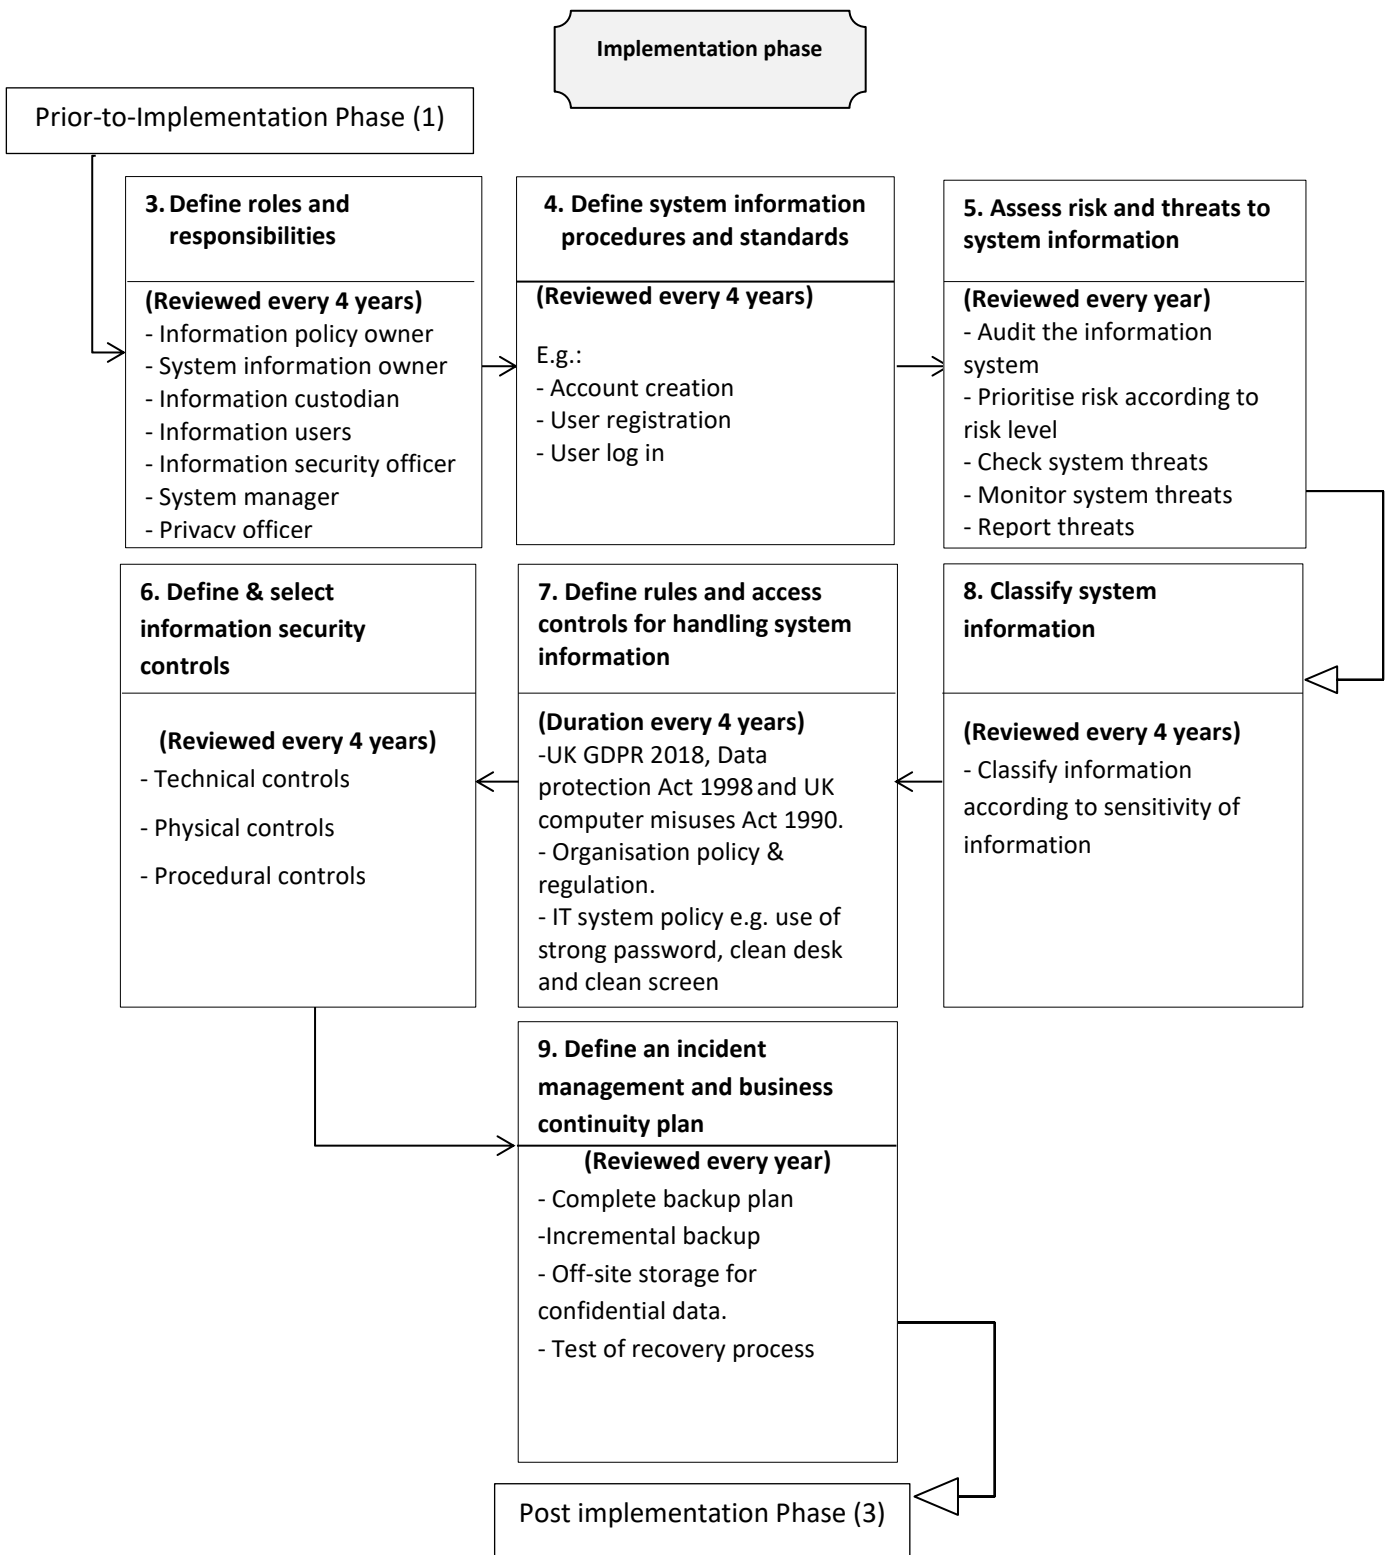 Implementation phase
Prior-to-Implementation Phase (1)
3. Define roles and
responsibilities
(Reviewed every 4 years)
- Information policy owner
- System information owner
- Information custodian
- Information users
- Information security officer
- System manager
- Privacy officer
4. Define system information
procedures and standards
(Reviewed every 4 years)
E.g.:
- Account creation
- User registration
- User log in
5. Assess risk and threats to
system information
(Reviewed every year)
- Audit the information
system
- Prioritise risk according to
risk level
- Check system threats
- Monitor system threats
- Report threats
6. Define & select
information security
controls
(Reviewed every 4 years)
- Technical controls
- Physical controls
- Procedural controls
7. Define rules and access
controls for handling system
information
(Duration every 4 years)
-UK GDPR 2018, Data
protection Act 1998 and UK
computer misuses Act 1990.
- Organisation policy &
regulation.
- IT system policy e.g. use of
strong password, clean desk
and clean screen
8. Classify system
information
(Reviewed every 4 years)
- Classify information
according to sensitivity of
information
9. Define an incident
management and business
continuity plan
(Reviewed every year)
- Complete backup plan
-Incremental backup
- Off-site storage for
confidential data.
- Test of recovery process
Post implementation Phase (3)